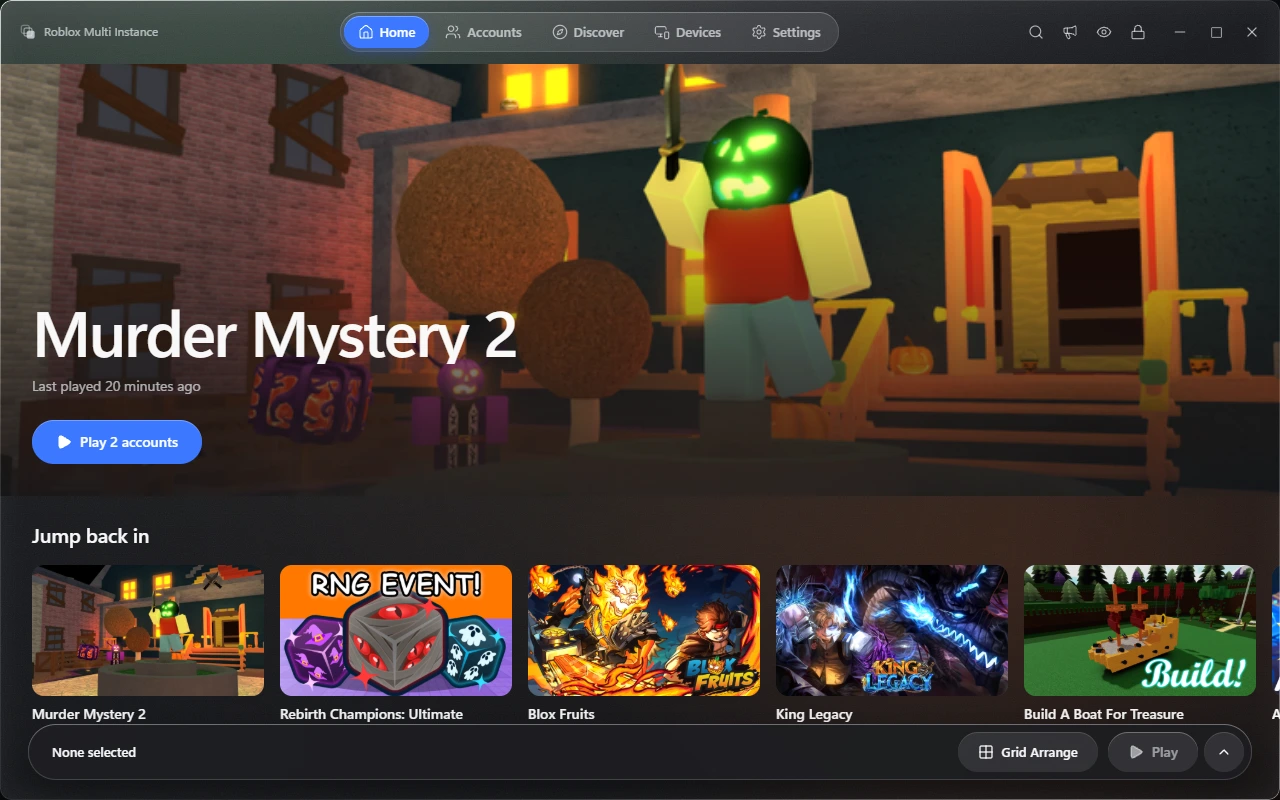 Roblox Multi Instance
Home
Accounts
Discover
Devices
Settings
Murder Mystery 2
Last played 20 minutes ago
Play 2 accounts
Jump back in
RNG EVENT!
BLOX FRUITS
KING LEGACY
Build!
Murder Mystery 2
Rebirth Champions: Ultimate
Blox Fruits
King Legacy
Build A Boat For Treasure
None selected
Grid Arrange
Play